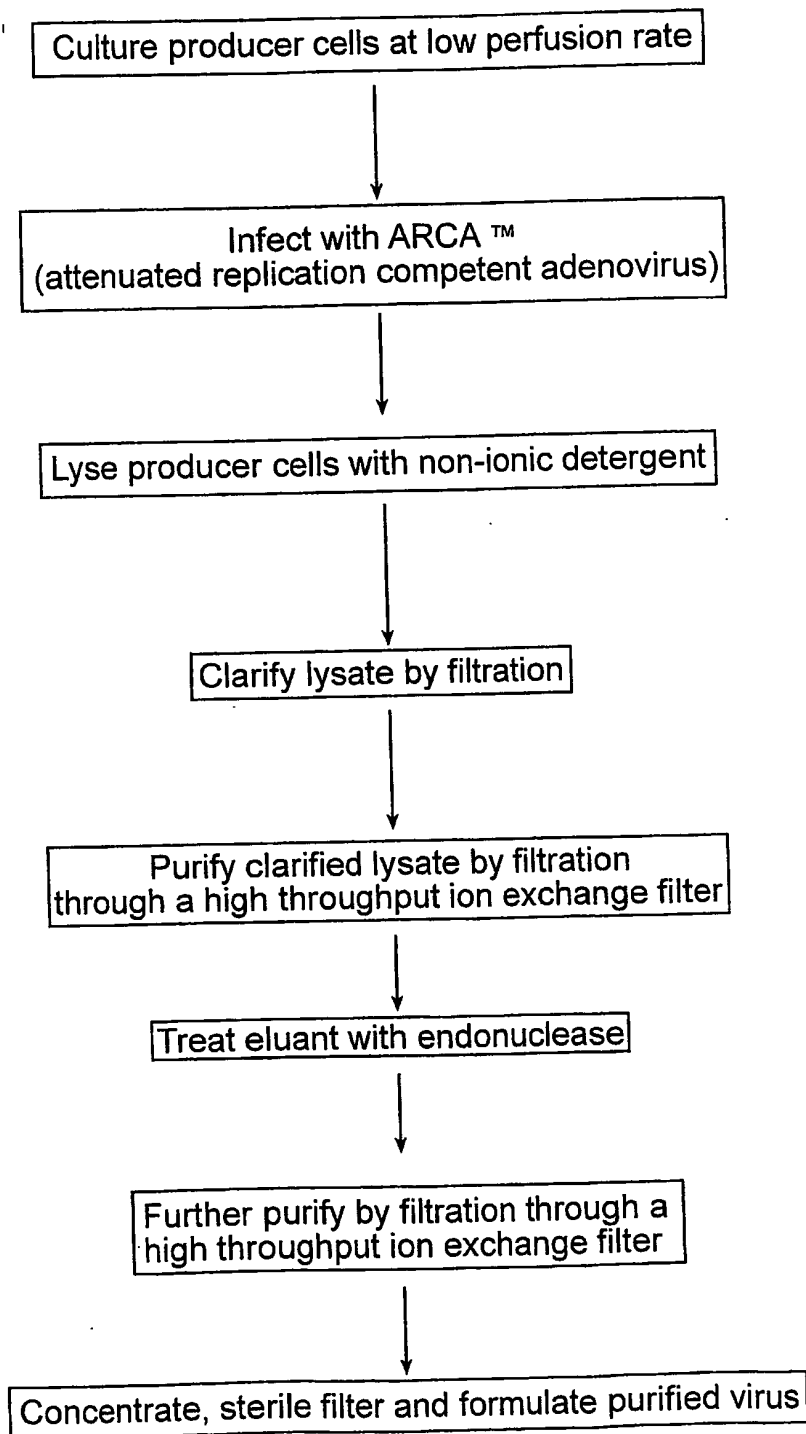 Culture producer cells at low perfusion rate
Infect with ARCA ™
(attenuated replication competent adenovirus)
Lyse producer cells with non-ionic detergent
Clarify lysate by filtration
Purify clarified lysate by filtration
through a high throughput ion exchange filter
Treat eluant with endonuclease
Further purify by filtration through a
high throughput ion exchange filter
Concentrate, sterile filter and formulate purified virus